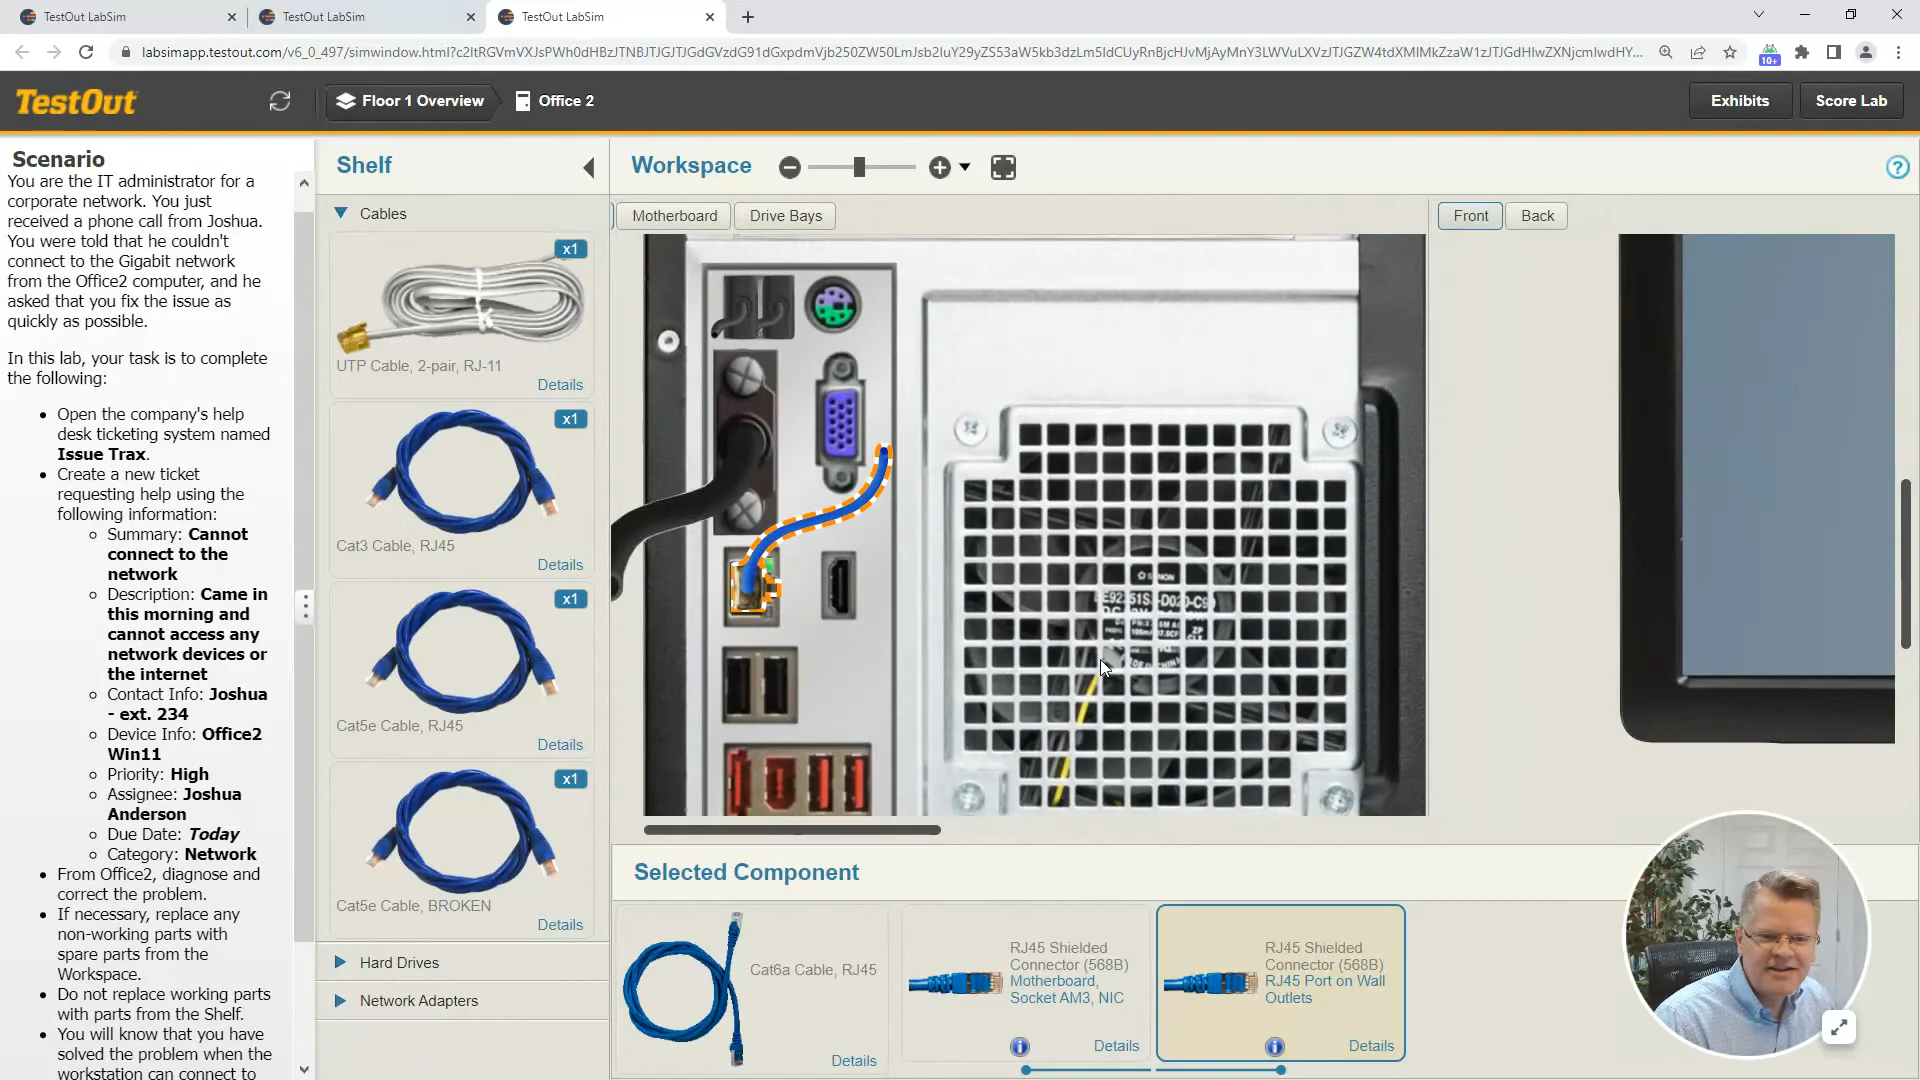 TestOut LabSim
TestOut LabSim
TestOut LabSim
10+
TestOut
Floor 1 Overview
Office 2
Exhibits
Score Lab
Scenario
You are the IT administrator for a
corporate network. You just
received a phone call from Joshua.
You were told that he couldn't
connect to the Gigabit network
from the Office2 computer, and he
asked that you fix the issue as
quickly as possible.
In this lab, your task is to complete
the following:
Open the company's help
desk ticketing system named
Issue Trax.
Create a new ticket
requesting help using the
following information:
Summary: Cannot
connect to the
network
Description: Came in
this morning and
cannot access any
network devices or
the internet
Contact Info: Joshua
- ext. 234
Device Info: Office2
Win11
Priority: High
Assignee: Joshua
Anderson
Due Date: Today
Category: Network
From Office2, diagnose and
correct the problem.
If necessary, replace any
non-working parts with
spare parts from the
Workspace.
Do not replace working parts
with parts from the Shelf.
You will know that you have
solved the problem when the
workstation can connect to
Shelf
Cables
x1
UTP Cable, 2-pair, RJ-11
Details
x1
Cat3 Cable, RJ45
Details
x1
Cat5e Cable, RJ45
Details
x1
Cat5e Cable, BROKEN
Details
Hard Drives
Network Adapters
Workspace
Motherboard
Drive Bays
Front
Back
Selected Component
Cat6a Cable, RJ45
Details
RJ45 Shielded
Connector (568B)
Motherboard,
Socket AM3, NIC
Details
RJ45 Shielded
Connector (568B)
RJ45 Port on Wall
Outlets
Details